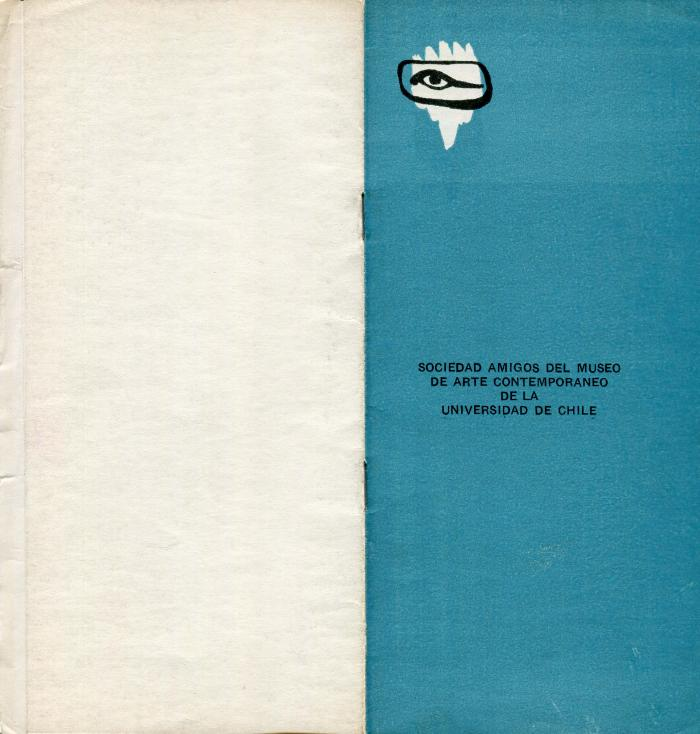 SOCIEDAD AMIGOS DEL MUSEO
DE ARTE CONTEMPORANEO
DE LA
UNIVERSIDAD DE CHILE